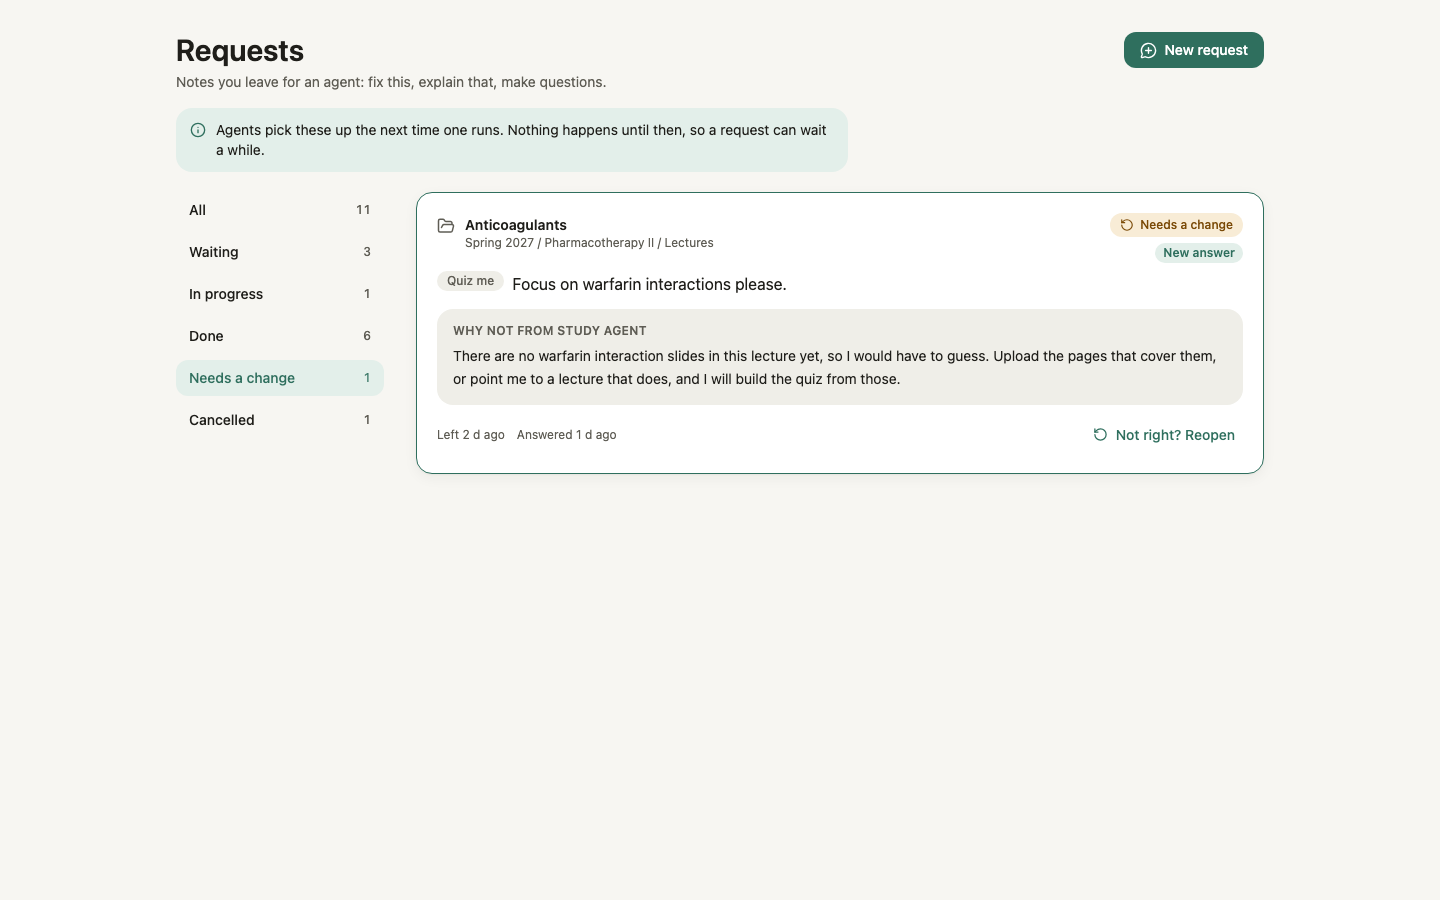 Requests
New request
Notes you leave for an agent: fix this, explain that, make questions.
Agents pick these up the next time one runs. Nothing happens until then, so a request can wait
a while.
All 11
Waiting 3
In progress 1
Done 6
Needs a change 1
Cancelled 1
Anticoagulants
Spring 2027 / Pharmacotherapy II / Lectures
Needs a change
New answer
Quiz me Focus on warfarin interactions please.
WHY NOT FROM STUDY AGENT
There are no warfarin interaction slides in this lecture yet, so I would have to guess. Upload the pages that cover them,
or point me to a lecture that does, and I will build the quiz from those.
Left 2 d ago Answered 1 d ago
Not right? Reopen